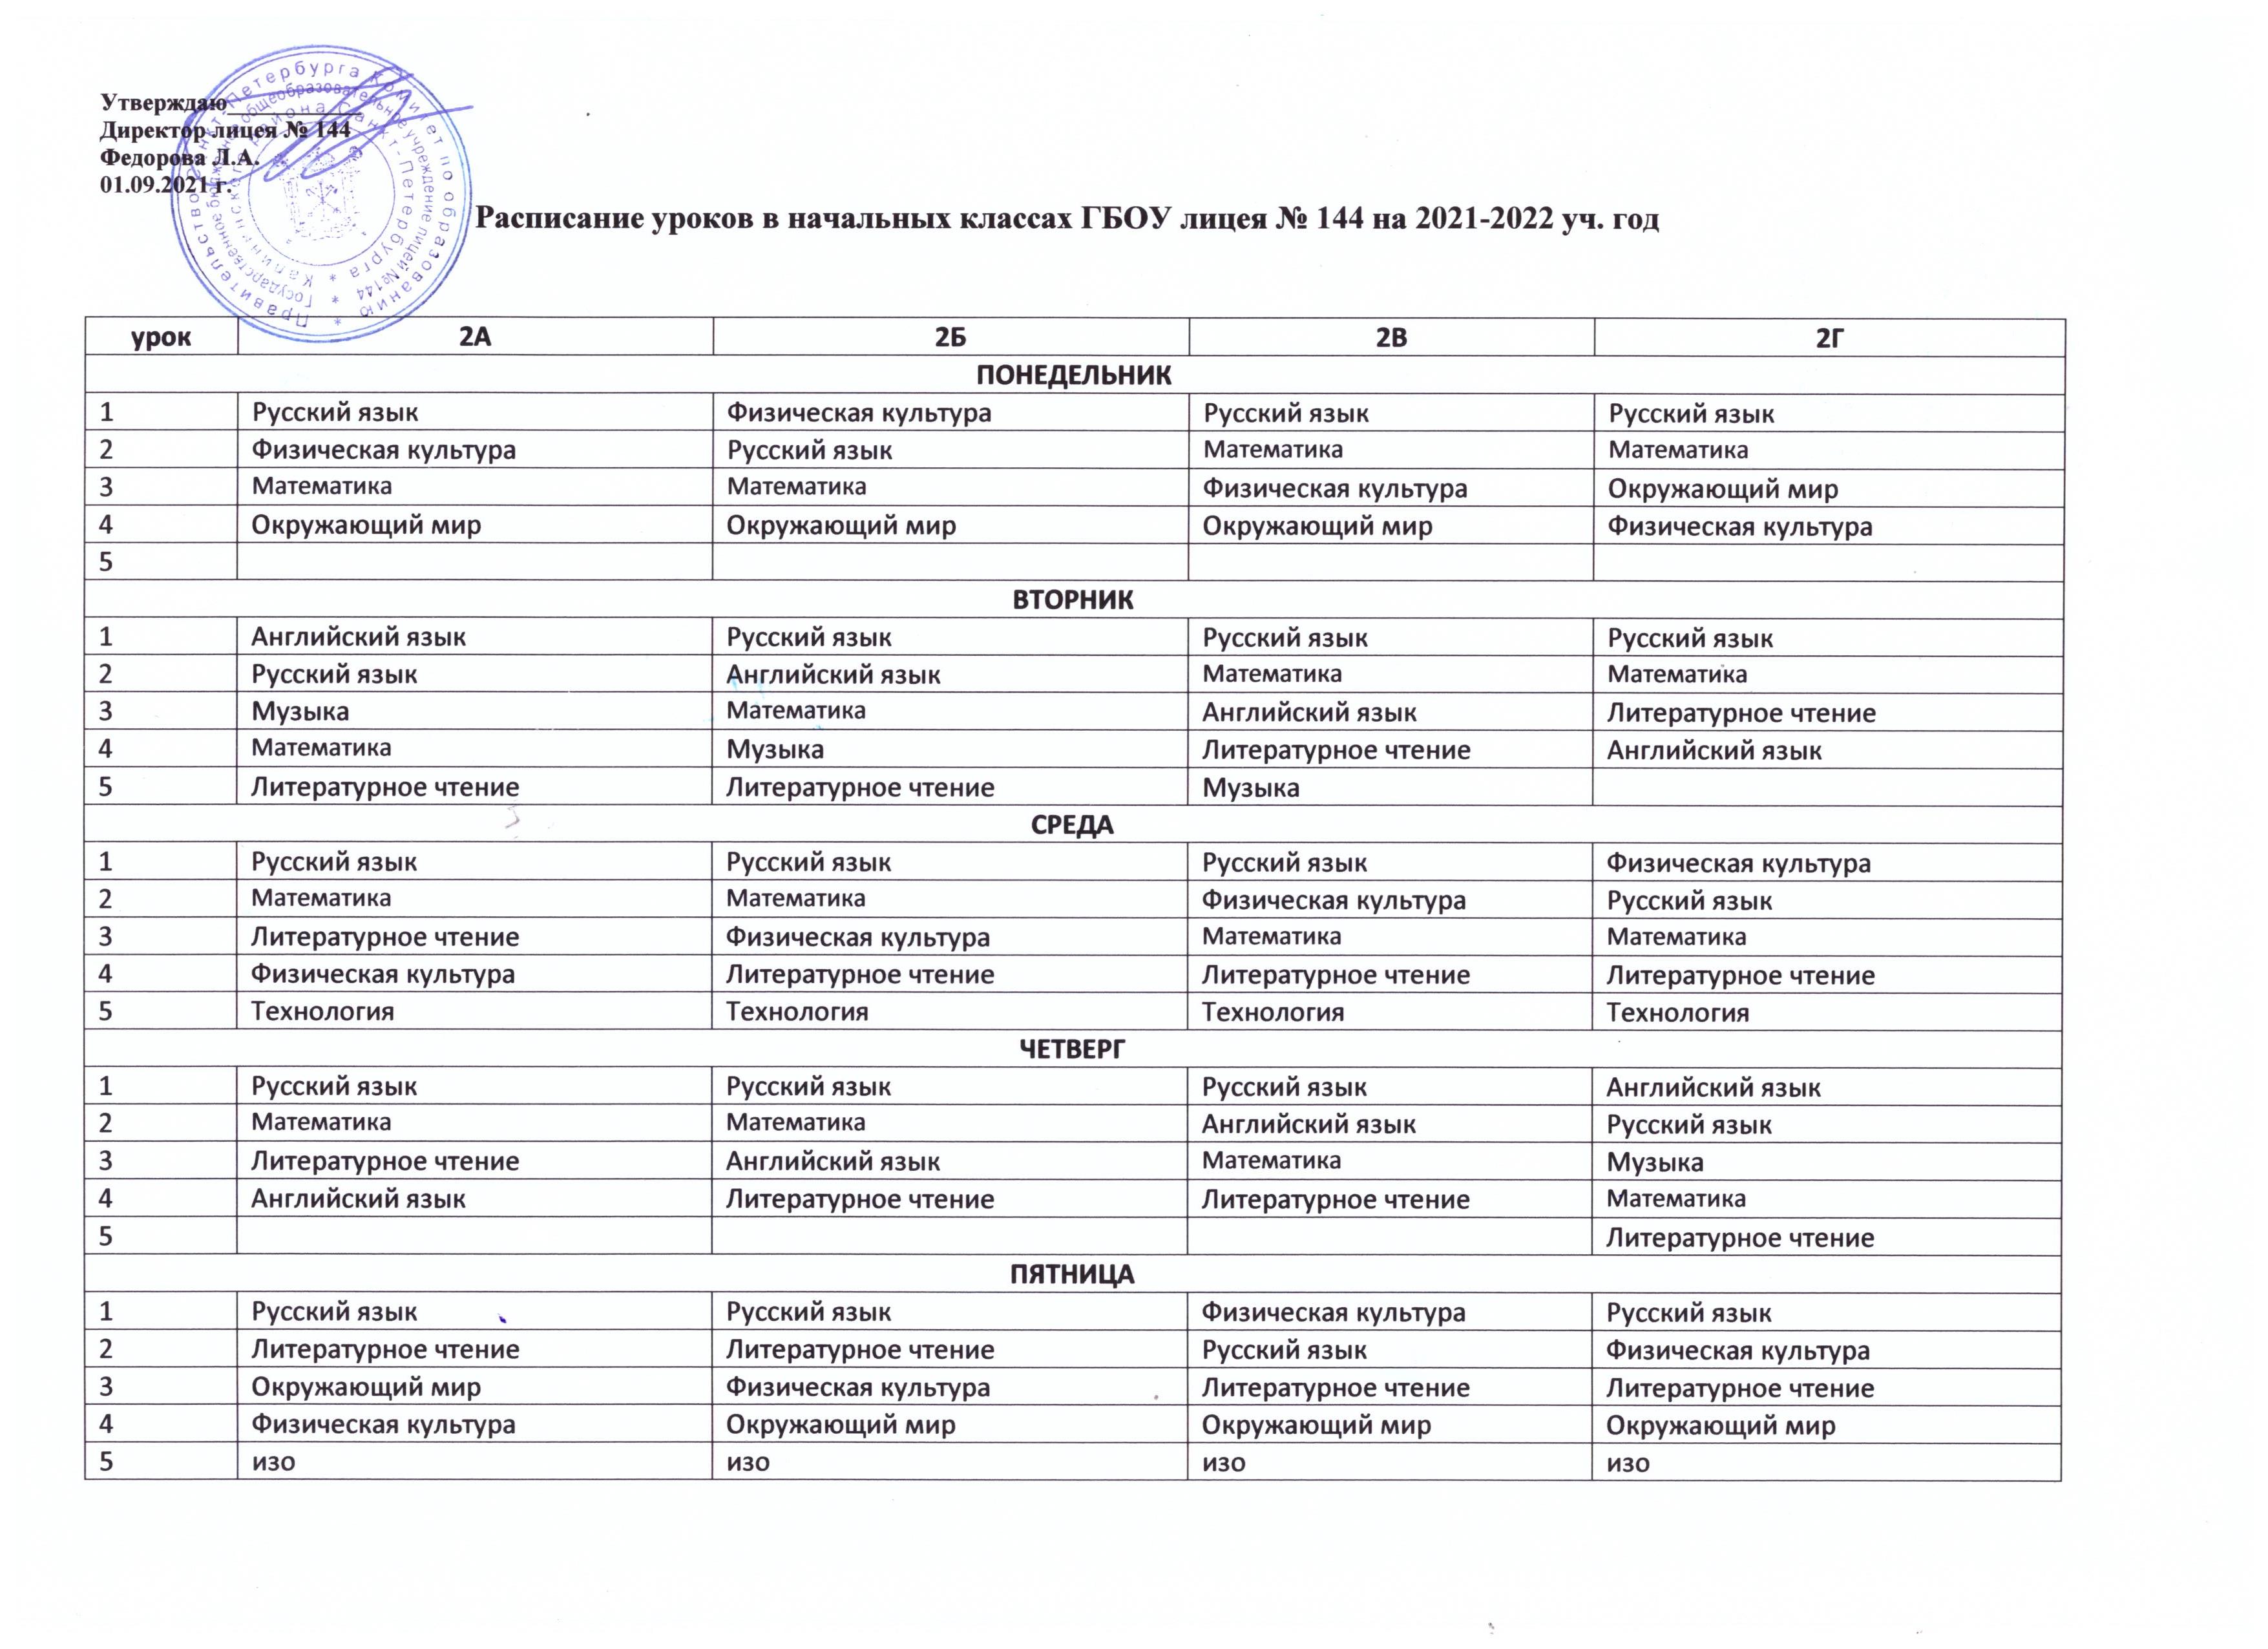 Утверждаю
Директор лицея № 144
Федорова Л.А.
01.09.2021 г.
Правительство Санкт-Петербурга Комитет по образованию *
Государственное бюджетное общеобразовательное учреждение лицей № 144 *
Калининского района Санкт-Петербурга *
Расписание уроков в начальных классах ГБОУ лицея № 144 на 2021-2022 уч. год
урок 2А 2Б 2В 2Г
ПОНЕДЕЛЬНИК
1 Русский язык Физическая культура Русский язык Русский язык
2 Физическая культура Русский язык Математика Математика
3 Математика Математика Физическая культура Окружающий мир
4 Окружающий мир Окружающий мир Окружающий мир Физическая культура
5
ВТОРНИК
1 Английский язык Русский язык Русский язык Русский язык
2 Русский язык Английский язык Математика Математика
3 Музыка Математика Английский язык Литературное чтение
4 Математика Музыка Литературное чтение Английский язык
5 Литературное чтение Литературное чтение Музыка
СРЕДА
1 Русский язык Русский язык Русский язык Физическая культура
2 Математика Математика Физическая культура Русский язык
3 Литературное чтение Физическая культура Математика Математика
4 Физическая культура Литературное чтение Литературное чтение Литературное чтение
5 Технология Технология Технология Технология
ЧЕТВЕРГ
1 Русский язык Русский язык Русский язык Английский язык
2 Математика Математика Английский язык Русский язык
3 Литературное чтение Английский язык Математика Музыка
4 Английский язык Литературное чтение Литературное чтение Математика
5 Литературное чтение
ПЯТНИЦА
1 Русский язык Русский язык Физическая культура Русский язык
2 Литературное чтение Литературное чтение Русский язык Физическая культура
3 Окружающий мир Физическая культура Литературное чтение Литературное чтение
4 Физическая культура Окружающий мир Окружающий мир Окружающий мир
5 изо изо изо изо